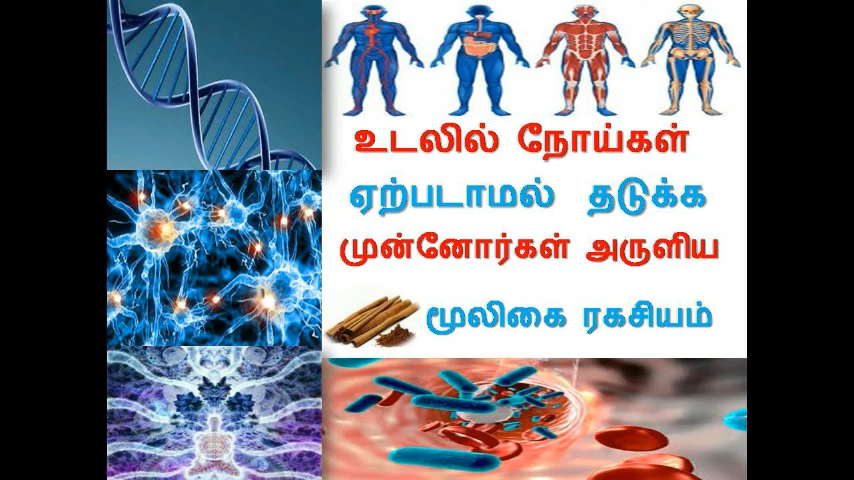 உடலில் நோய்கள்
ஏற்படாமல் தடுக்க
முன்னோர்கள் அருளிய
மூலிகை ரகசியம்